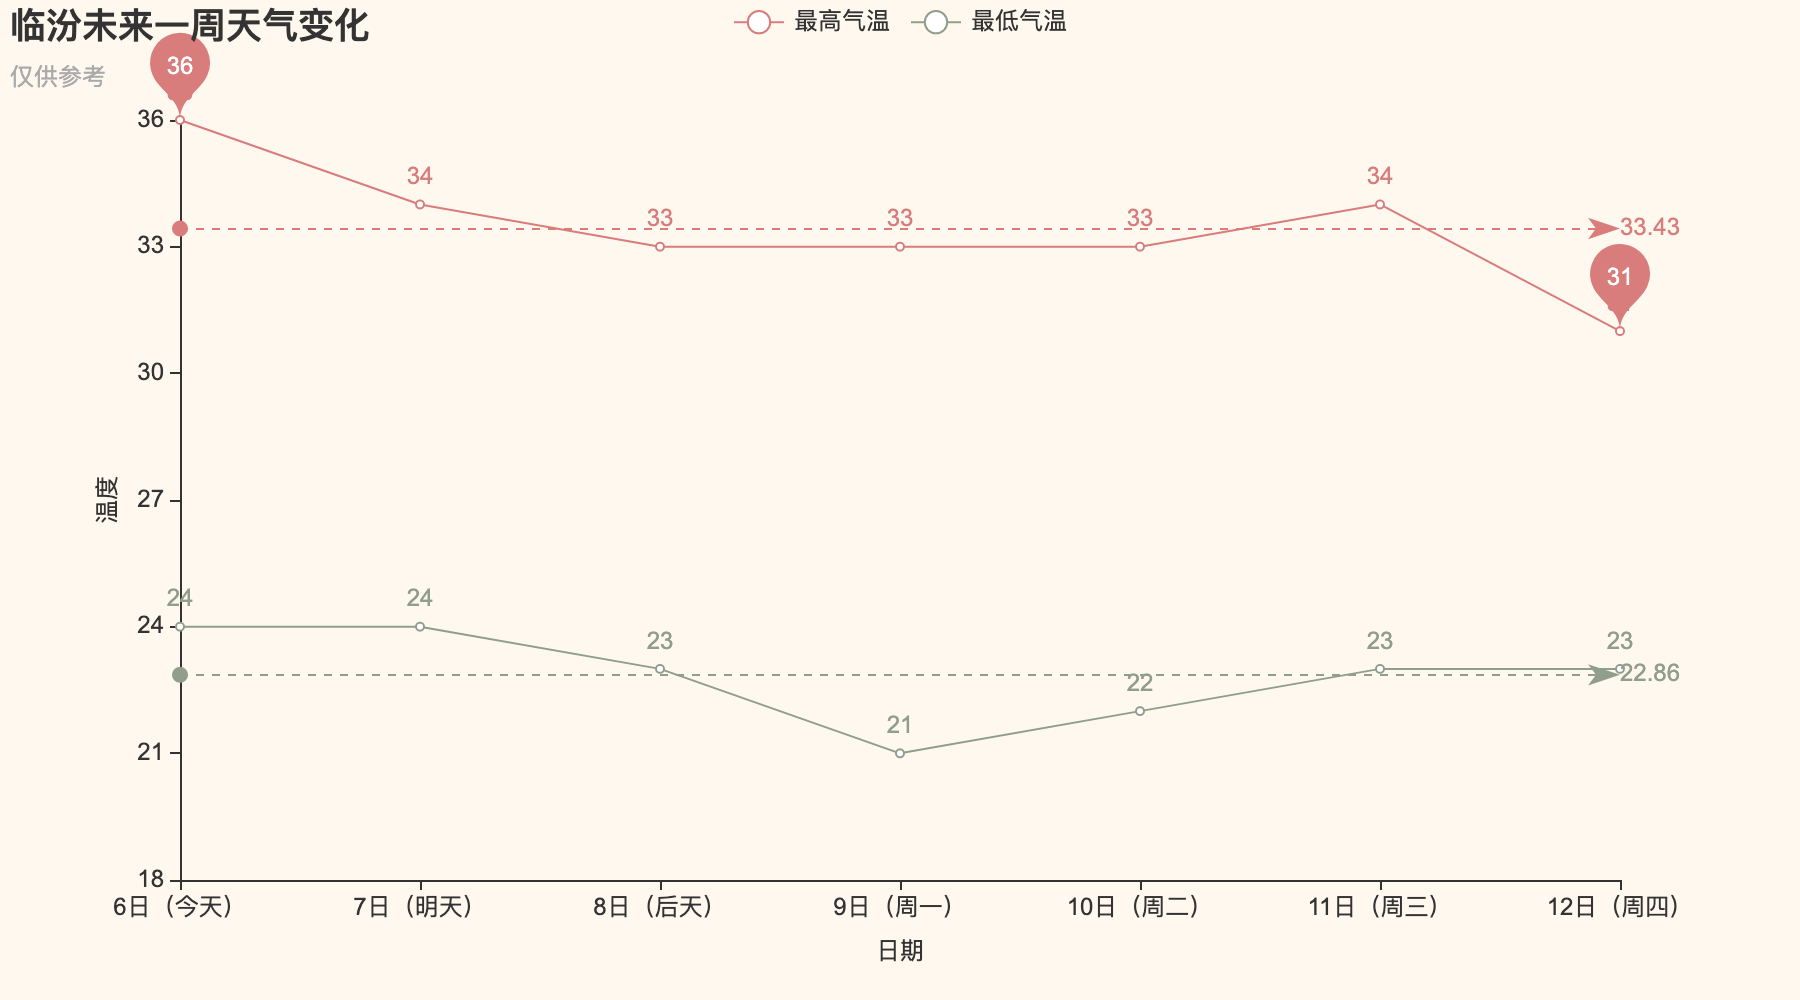 临汾未来一周天气变化
仅供参考
最高气温
最低气温
36
36
34
33
33
33
34
33.43
31
33
30
27
温度
24
24
24
23
21
22
23
23
22.86
21
18
6日（今天）
7日（明天）
8日（后天）
9日（周一）
10日（周二）
11日（周三）
12日（周四）
日期